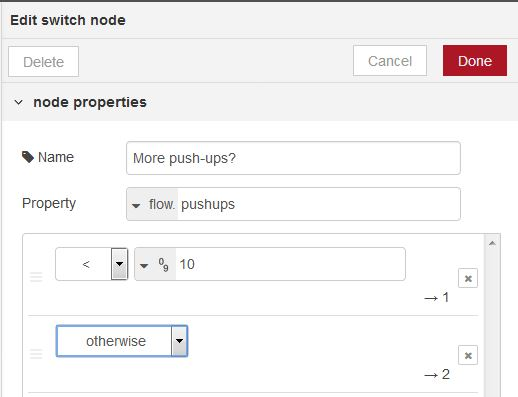 Edit switch node
Delete
Cancel
Done
node properties
Name
More push-ups?
Property
flow. pushups
<
0 9
10
→ 1
otherwise
→ 2